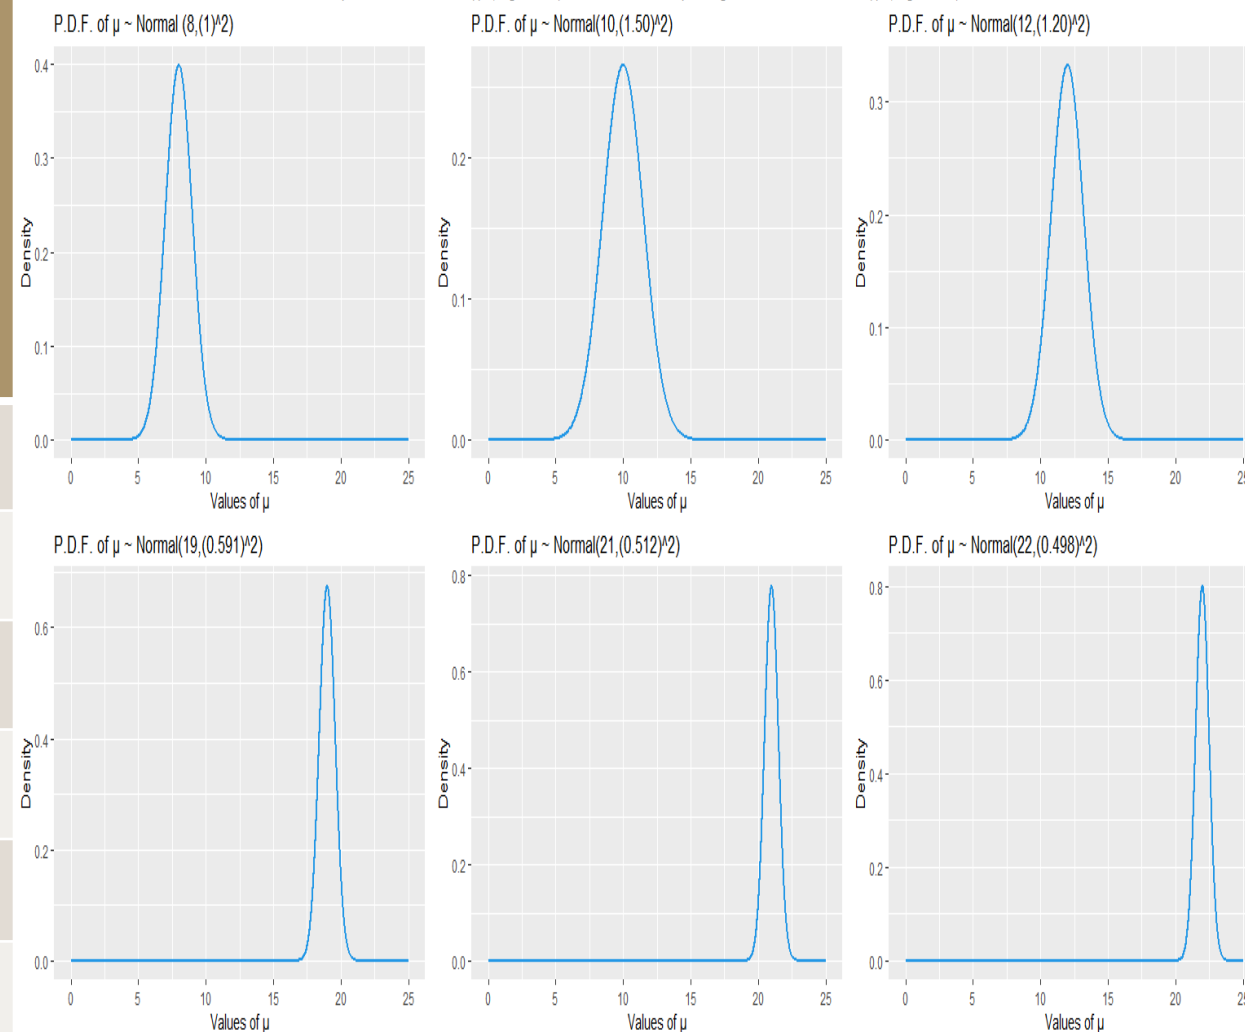 P.D.F. of μ ~ Normal (8,(1)^2)
0.4
0.3
0.2
0.1
0.0
Density
0 5 10 15 20 25
Values of μ
P.D.F. of μ ~ Normal(10,(1.50)^2)
0.2
0.1
0.0
Density
0 5 10 15 20 25
Values of μ
P.D.F. of μ ~ Normal(12,(1.20)^2)
0.3
0.2
0.1
0.0
Density
0 5 10 15 20 25
Values of μ
P.D.F. of μ ~ Normal(19,(0.591)^2)
0.6
0.4
0.2
0.0
Density
0 5 10 15 20 25
Values of μ
P.D.F. of μ ~ Normal(21,(0.512)^2)
0.8
0.6
0.4
0.2
0.0
Density
0 5 10 15 20 25
Values of μ
P.D.F. of μ ~ Normal(22,(0.498)^2)
0.8
0.6
0.4
0.2
0.0
Density
0 5 10 15 20 25
Values of μ